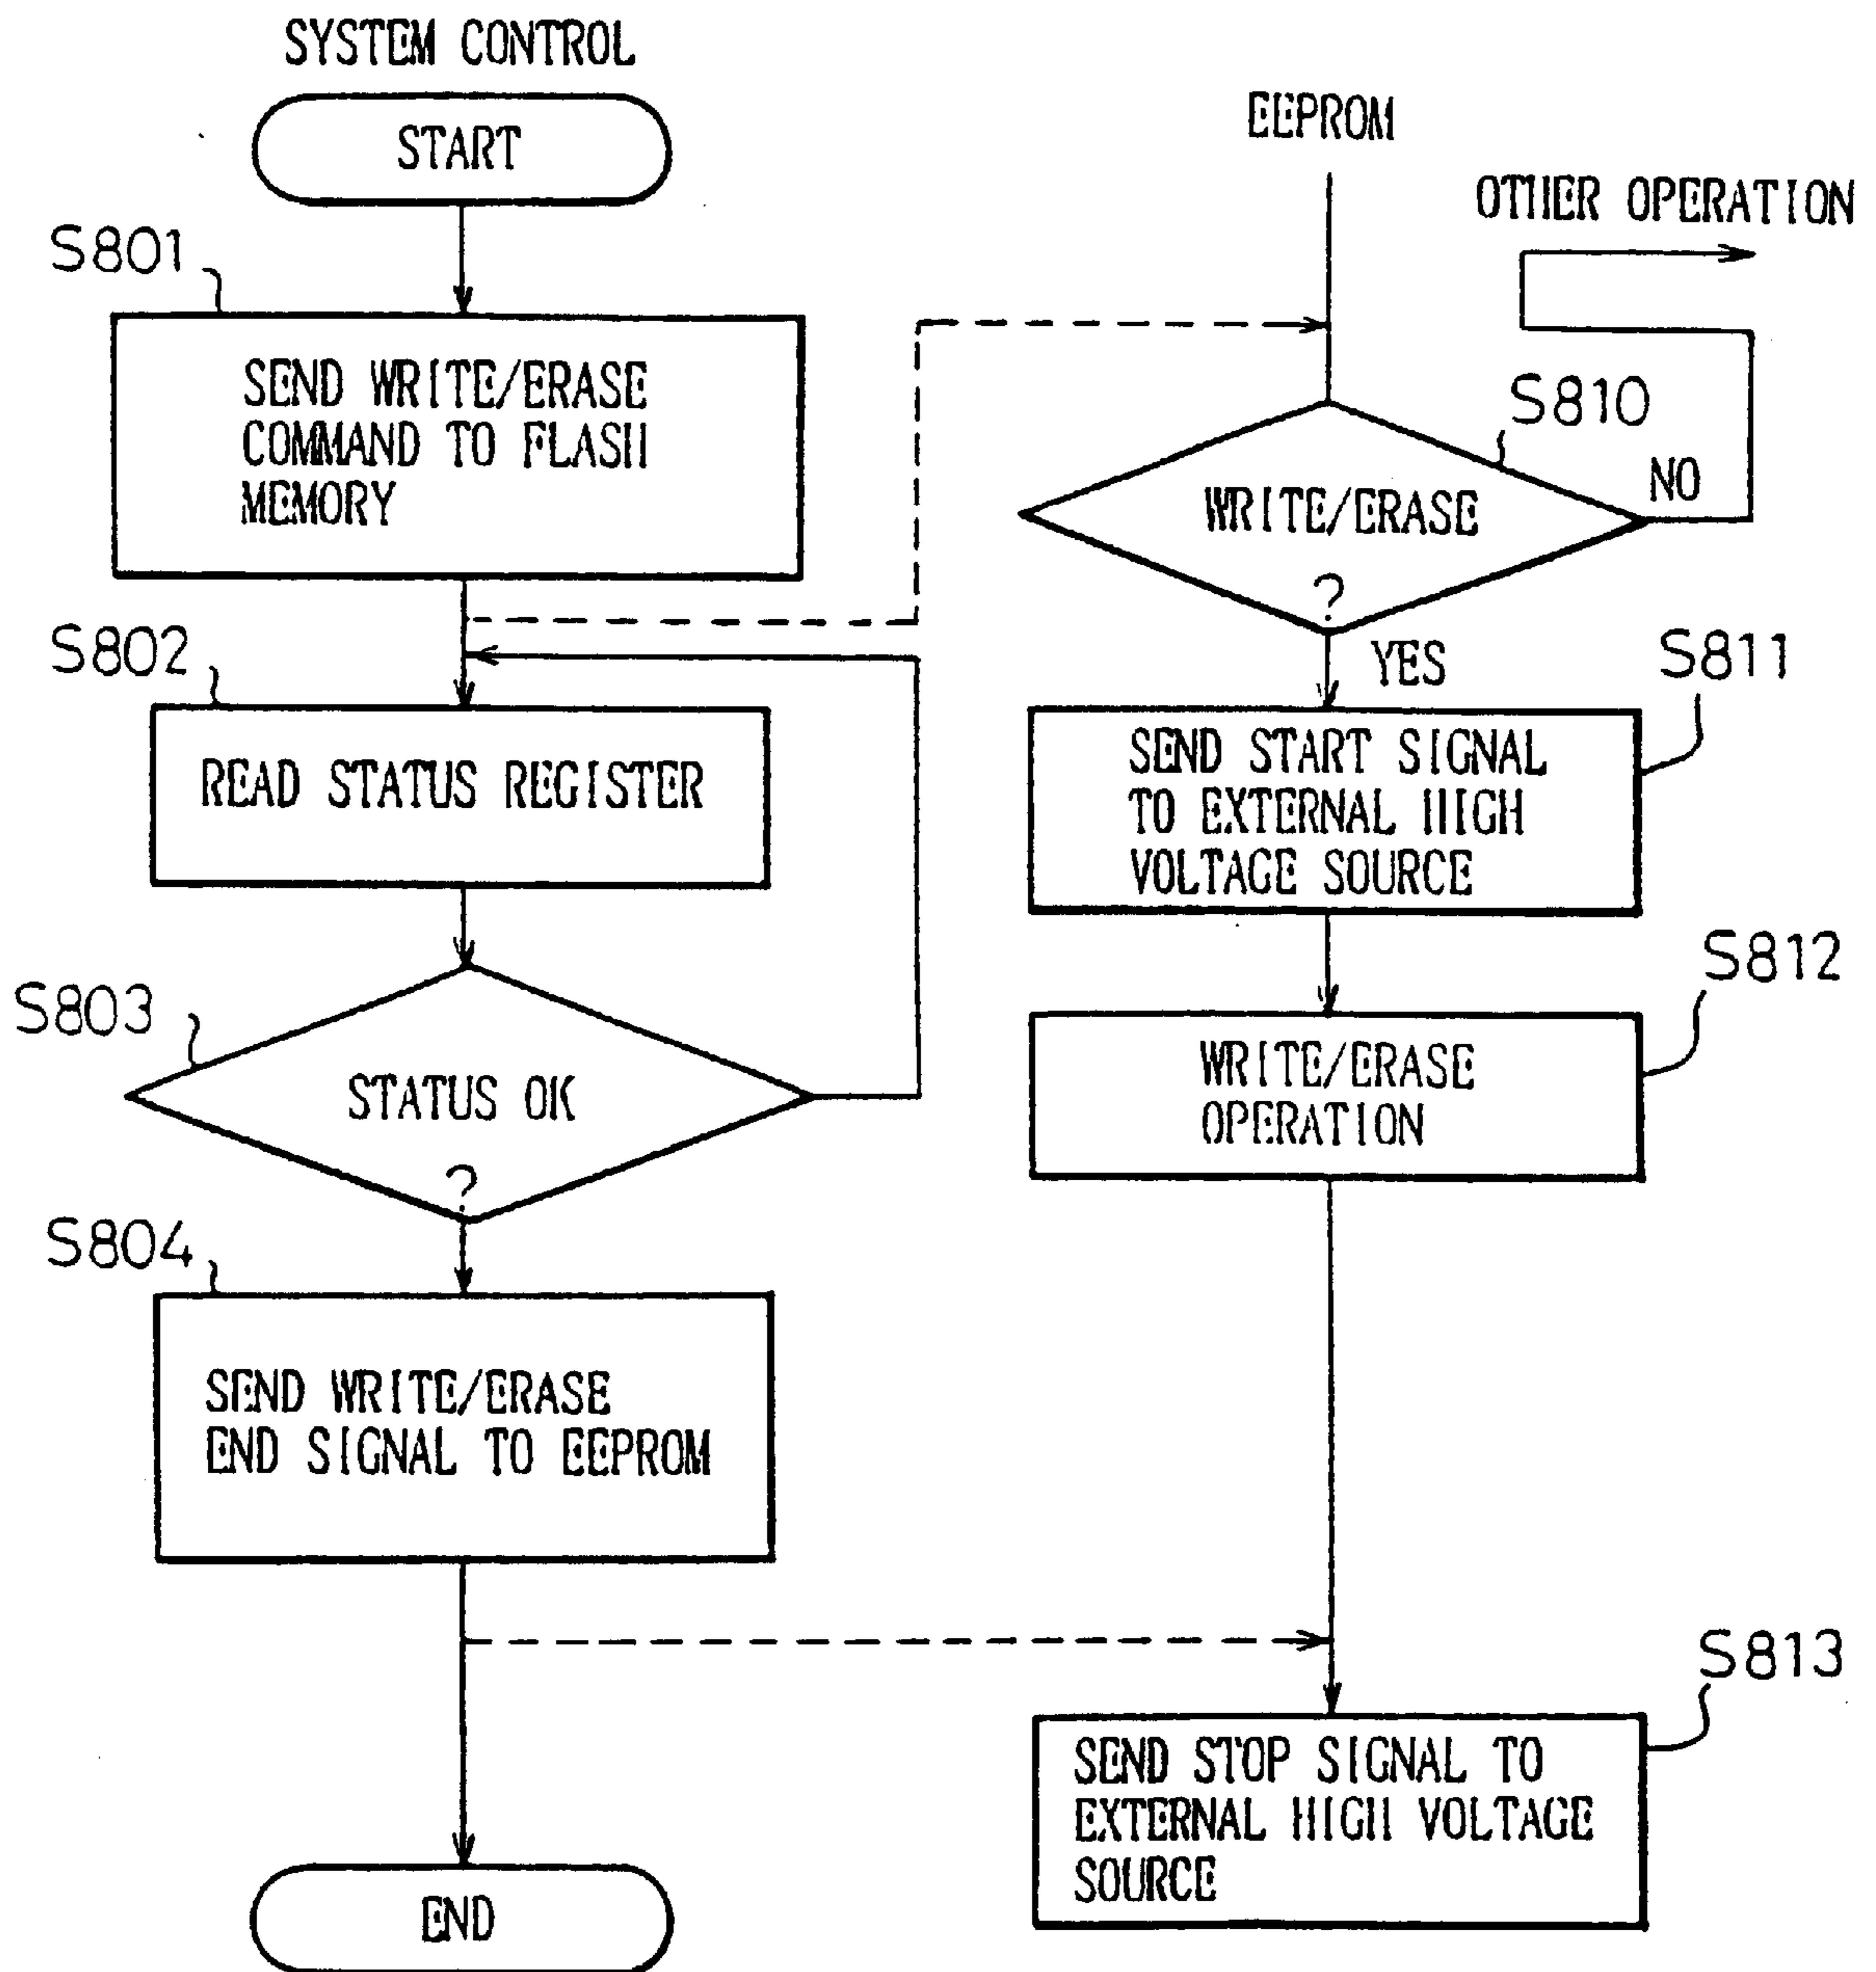 SYSTEM CONTROL
START
S801
SEND WRITE/ERASE
COMMAND TO FLASH
MEMORY
S802
READ STATUS REGISTER
S803
STATUS OK
?
S804
SEND WRITE/ERASE
END SIGNAL TO EEPROM
END
EEPROM
OTHER OPERATION
S810
WRITE/ERASE
?
NO
YES
S811
SEND START SIGNAL
TO EXTERNAL HIGH
VOLTAGE SOURCE
S812
WRITE/ERASE
OPERATION
S813
SEND STOP SIGNAL TO
EXTERNAL HIGH VOLTAGE
SOURCE